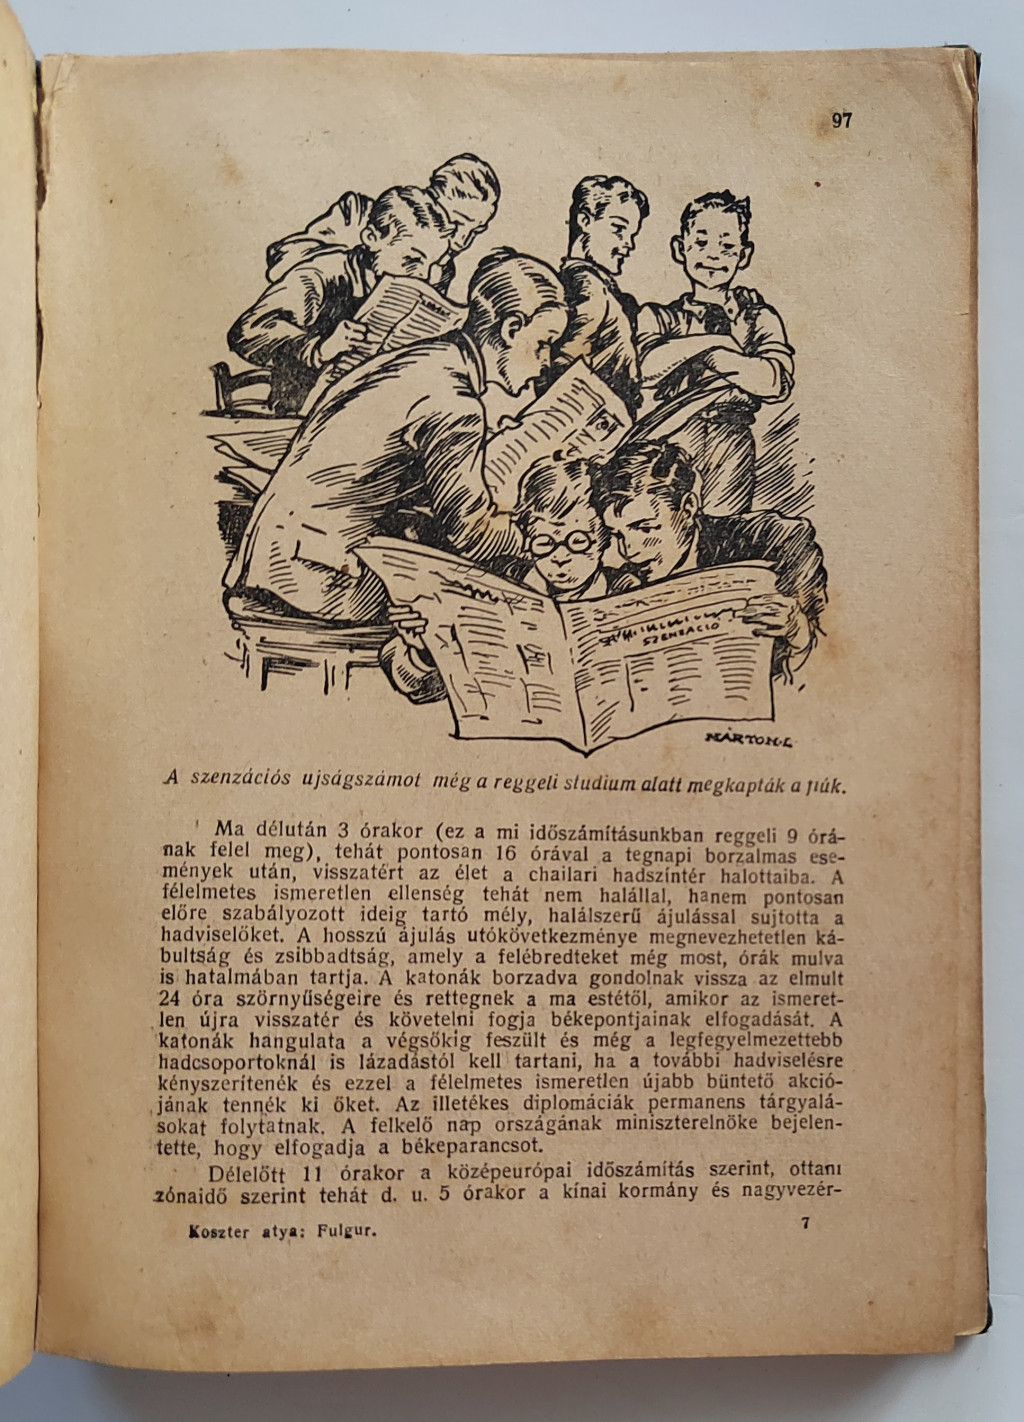 97
SZENZACIÓ
MÁRTON.L
A szenzációs ujságszámot még a reggeli studium alatt megkapták a fiúk.
Ma délután 3 órakor (ez a mi időszámításunkban reggeli 9 órá-
nak felel meg), tehát pontosan 16 órával a tegnapi borzalmas ese-
mények után, visszatért az élet a chailari hadszíntér halottaiba. A
félelmetes ismeretlen ellenség tehát nem halállal, hanem pontosan
előre szabályozott ideig tartó mély, halálszerű ájulással sujtotta a
hadviselőket. A hosszú ájulás utókövetkezménye megnevezhetetlen ká-
bultság és zsibbadtság, amely a felébredteket még most, órák mulva
is hatalmában tartja. A katonák borzadva gondolnak vissza az elmult
24 óra szörnyűségeire és rettegnek a ma estétől, amikor az ismeret-
len újra visszatér és követelni fogja békepontjainak elfogadását. A
katonák hangulata a végsőkig feszült és még a legfegyelmezettebb
hadcsoportoknál is lázadástól kell tartani, ha a további hadviselésre
kényszerítenék és ezzel a félelmetes ismeretlen újabb büntető akció-
jának tennék ki őket. Az illetékes diplomáciák permanens tárgyalá-
sokat folytatnak. A felkelő nap országának miniszterelnöke bejelen-
tette, hogy elfogadja a békeparancsot.
Délelőtt 11 órakor a középeurópai időszámítás szerint, ottani
zónaidő szerint tehát d. u. 5 órakor a kínai kormány és nagyvezér-
Koszter atya: Fulgur.
7